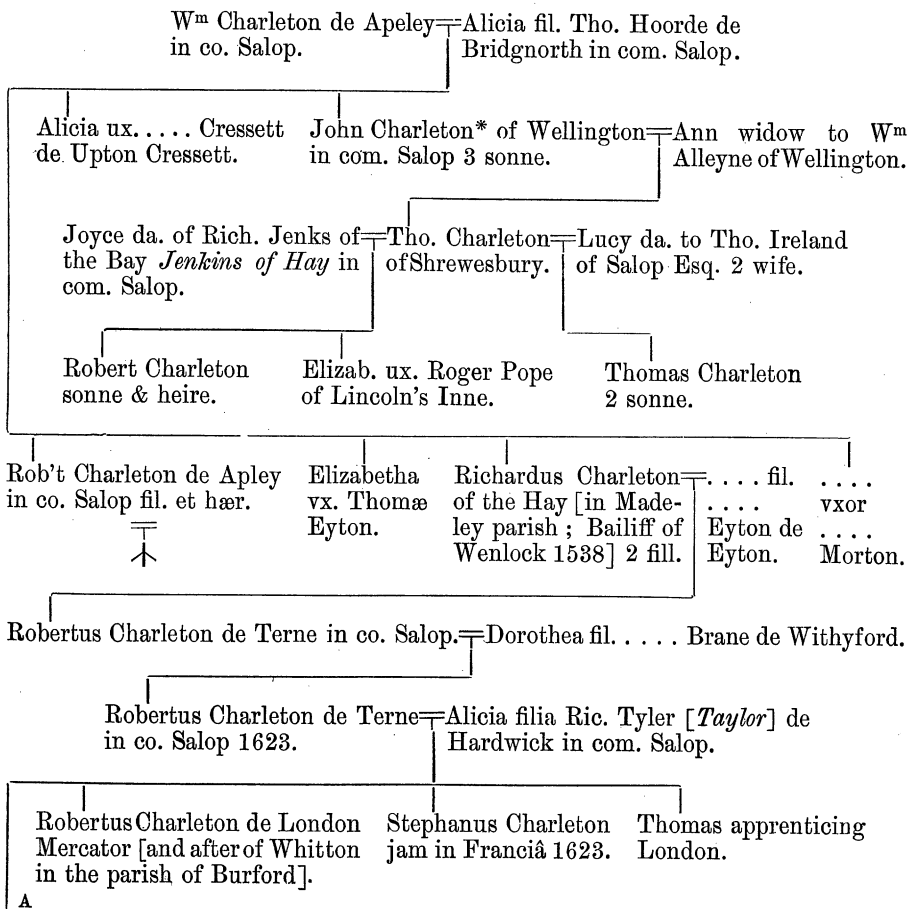 Wm Charleton de Apeley Alicia fil. Tho. Hoorde de
in co. Salop. Bridgnorth in com. Salop.
Alicia ux. . . . . Cressett
de Upton Cressett.
John Charleton* of Wellington Ann widow to Wm
in com. Salop 3 sonne. Alleyne of Wellington.
Joyce da. of Rich. Jenks of
the Bay Jenkins of Hay in
com. Salop.
Tho. Charleton
of Shrewesbury.
Lucy da. to Tho. Ireland
of Salop Esq. 2 wife.
Robert Charleton
sonne & heire.
Elizab. ux. Roger Pope
of Lincoln's Inne.
Thomas Charleton
2 sonne.
Rob't Charleton de Apley
in co. Salop fil. et hær.
Elizabetha
vx. Thomæ
Eyton.
Richardus Charleton
of the Hay [in Made-
ley parish ; Bailiff of
Wenlock 1538] 2 fill.
. . . . fil.
. . . .
Eyton de
Eyton.
. . . .
vxor
. . . .
Morton.
Robertus Charleton de Terne in co. Salop. Dorothea fil. . . . . Brane de Withyford.
Robertus Charleton de Terne
in co. Salop 1623.
Alicia filia Ric. Tyler [Taylor] de
Hardwick in com. Salop.
Robertus Charleton de London
Mercator [and after of Whitton
in the parish of Burford].
Stephanus Charleton
jam in Franciâ 1623.
Thomas apprenticing
London.
A